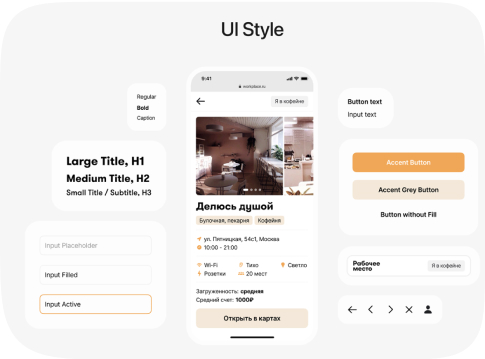 UI Style
Regular
Bold
Caption
Large Title, H1
Medium Title, H2
Small Title / Subtitle, H3
Input Placeholder
Input Filled
Input Active
9:41
workplace.ru
Я в кофейне
Делюсь душой
Булочная, пекарня Кофейня
ул. Пятницкая, 54с1, Москва
10:00 - 21:00
Wi-Fi Тихо Светло
Розетки 20 мест
Загруженность: средняя
Средний счет: 1000₽
Открыть в картах
Button text
Input text
Accent Button
Accent Grey Button
Button without Fill
Рабочее
место
Я в кофейне